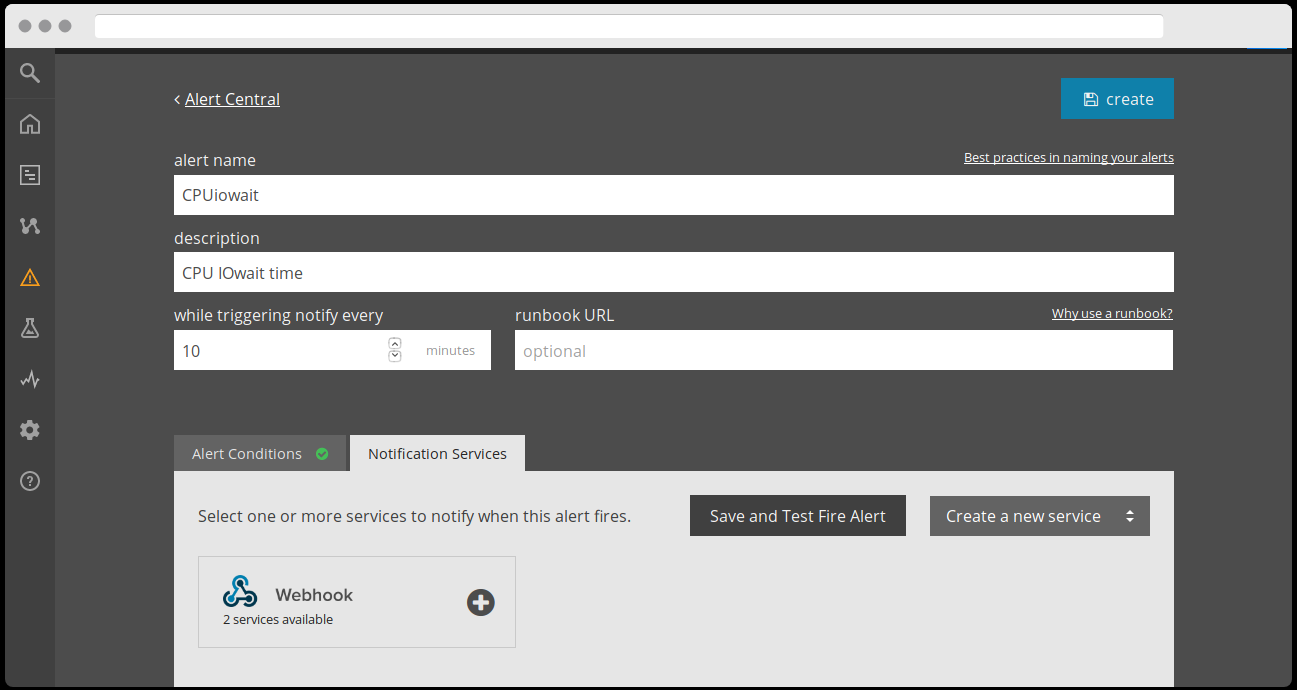 Alert Central
create
alert name
Best practices in naming your alerts
CPUiowait
description
CPU IOwait time
while triggering notify every
runbook URL
Why use a runbook?
10
minutes
optional
Alert Conditions
Notification Services
Select one or more services to notify when this alert fires.
Save and Test Fire Alert
Create a new service
Webhook
2 services available